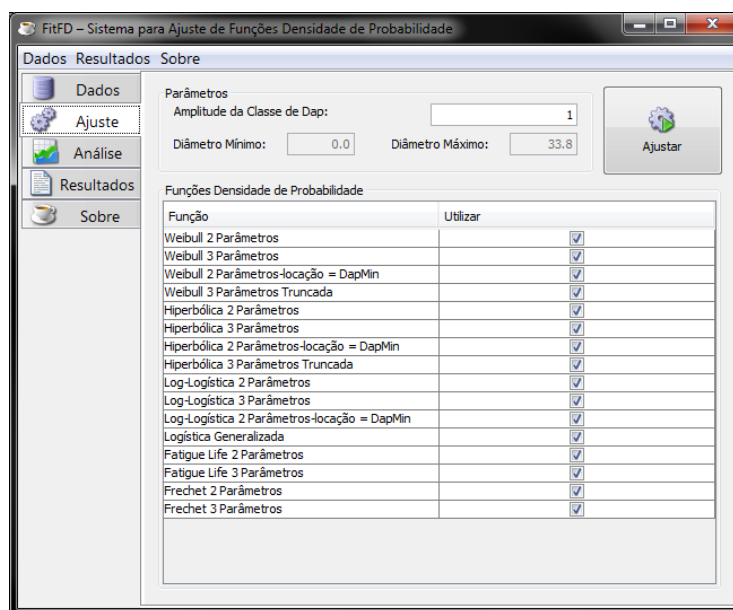 FitFD – Sistema para Ajuste de Funções Densidade de Probabilidade
Dados Resultados Sobre
Dados
Ajuste
Análise
Resultados
Sobre
Parâmetros
Amplitude da Classe de Dap: 1
Diâmetro Mínimo: 0.0 Diâmetro Máximo: 33.8
Ajustar
Funções Densidade de Probabilidade
Função Utilizar
Weibull 2 Parâmetros
Weibull 3 Parâmetros
Weibull 2 Parâmetros-locação = DapMin
Weibull 3 Parâmetros Truncada
Hiperbólica 2 Parâmetros
Hiperbólica 3 Parâmetros
Hiperbólica 2 Parâmetros-locação = DapMin
Hiperbólica 3 Parâmetros Truncada
Log-Logística 2 Parâmetros
Log-Logística 3 Parâmetros
Log-Logística 2 Parâmetros-locação = DapMin
Logística Generalizada
Fatigue Life 2 Parâmetros
Fatigue Life 3 Parâmetros
Frechet 2 Parâmetros
Frechet 3 Parâmetros